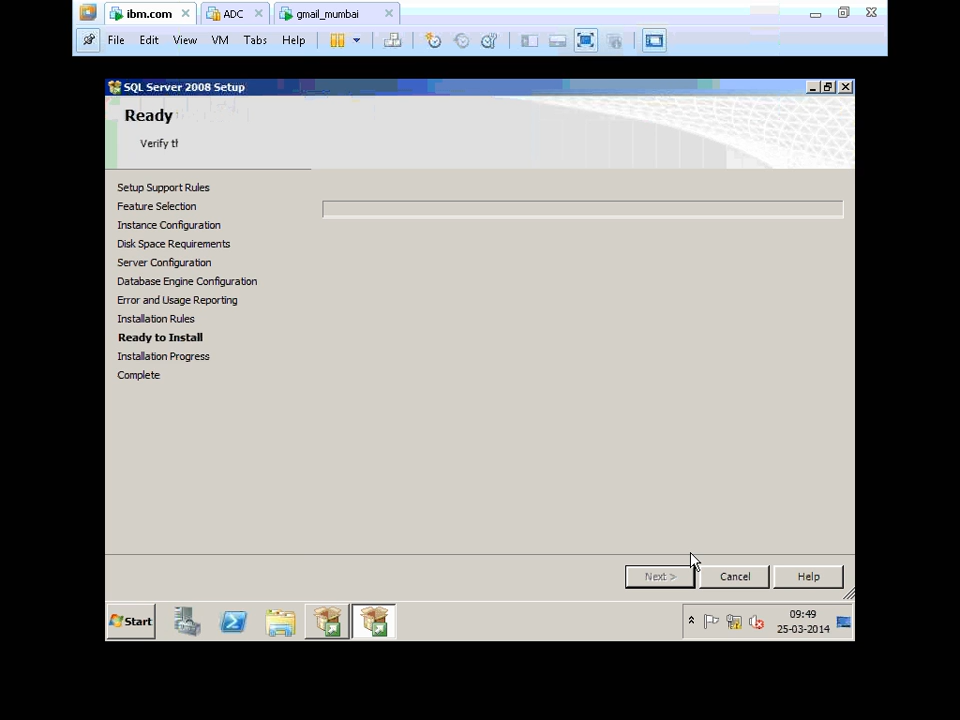 ibm.com ADC gmail_mumbai
File Edit View VM Tabs Help
SQL Server 2008 Setup
Ready
Verify th
Setup Support Rules
Feature Selection
Instance Configuration
Disk Space Requirements
Server Configuration
Database Engine Configuration
Error and Usage Reporting
Installation Rules
Ready to Install
Installation Progress
Complete
Next > Cancel Help
Start
09:49
25-03-2014